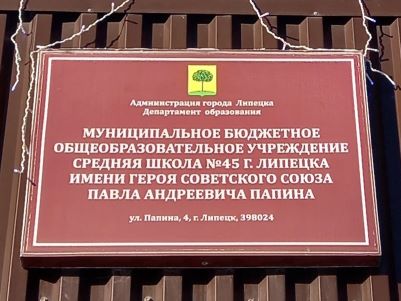 Администрация города Липецка
Департамент образования
МУНИЦИПАЛЬНОЕ БЮДЖЕТНОЕ
ОБЩЕОБРАЗОВАТЕЛЬНОЕ УЧРЕЖДЕНИЕ
СРЕДНЯЯ ШКОЛА №45 Г. ЛИПЕЦКА
ИМЕНИ ГЕРОЯ СОВЕТСКОГО СОЮЗА
ПАВЛА АНДРЕЕВИЧА ПАПИНА
ул. Папина, 4, г. Липецк, 398024